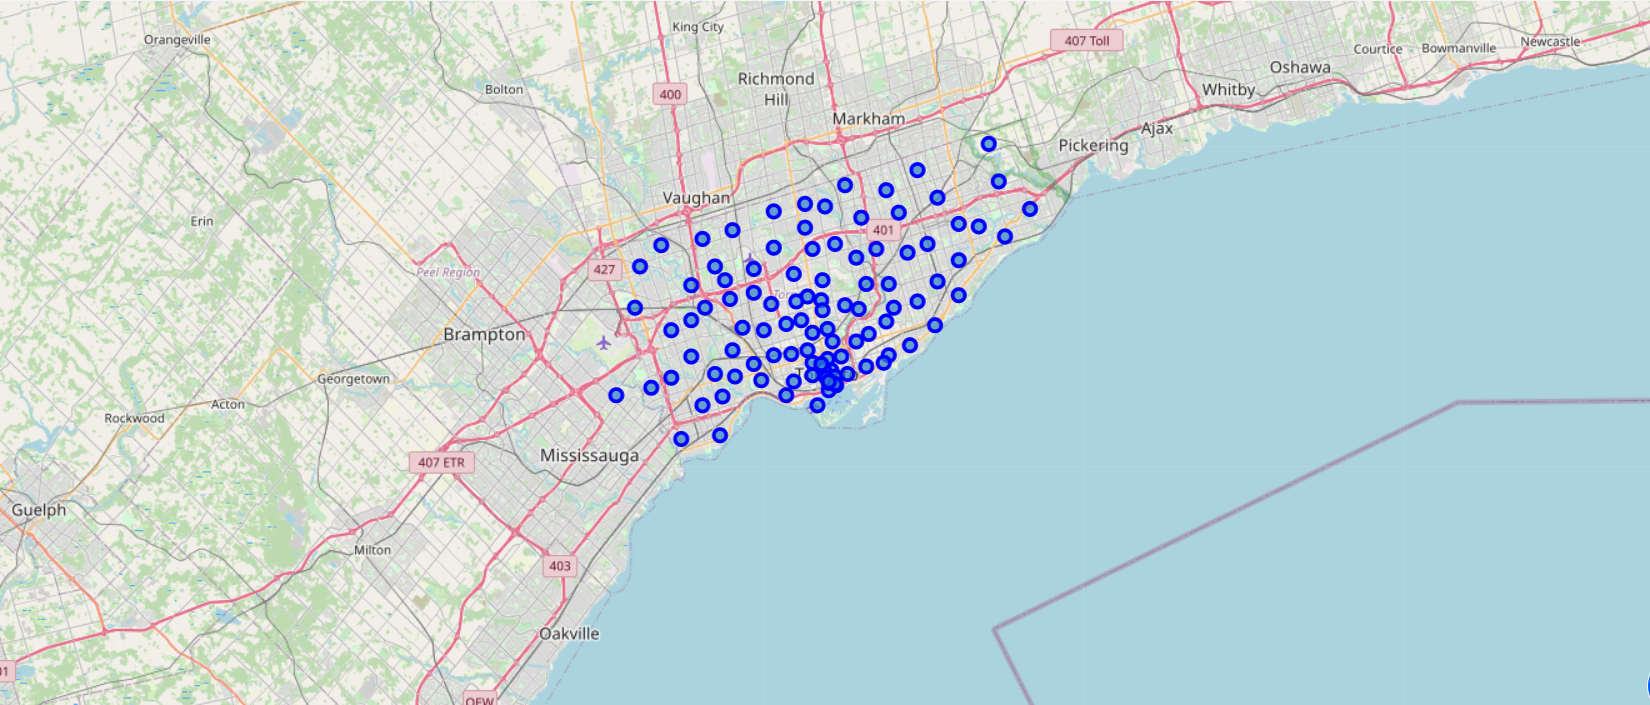 King City
Orangeville
407 Toll
Courtice
Bowmanville
Newcastle
Richmond
Hill
Oshawa
Bolton
400
Whitby
Markham
Ajax
Pickering
Vaughan
Erin
401
427
Peel Region
Brampton
Georgetown
Acton
Rockwood
Mississauga
407 ETR
Guelph
Milton
403
Oakville
01
QEW